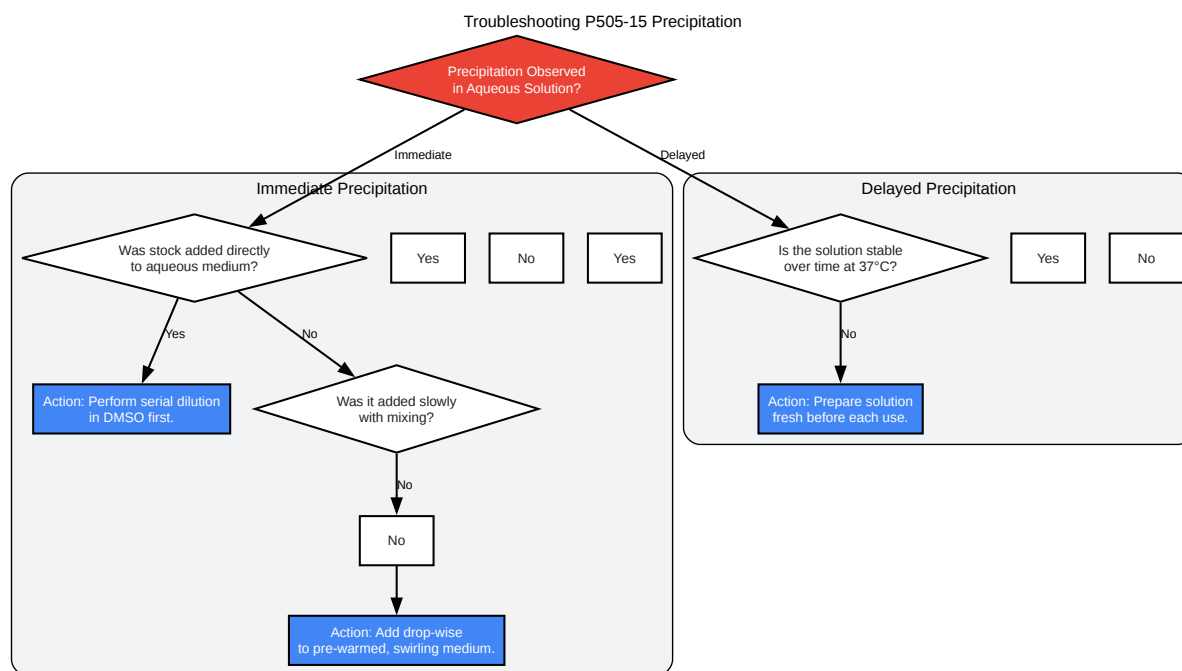 Troubleshooting P505-15 Precipitation
Precipitation Observed
in Aqueous Solution?
Immediate
Delayed
Immediate Precipitation
Delayed Precipitation
Was stock added directly
to aqueous medium?
Yes
No
Yes
Is the solution stable
over time at 37°C?
Yes
No
Yes
No
No
Action: Perform serial dilution
in DMSO first.
Was it added slowly
with mixing?
Action: Prepare solution
fresh before each use.
No
No
Action: Add drop-wise
to pre-warmed, swirling medium.